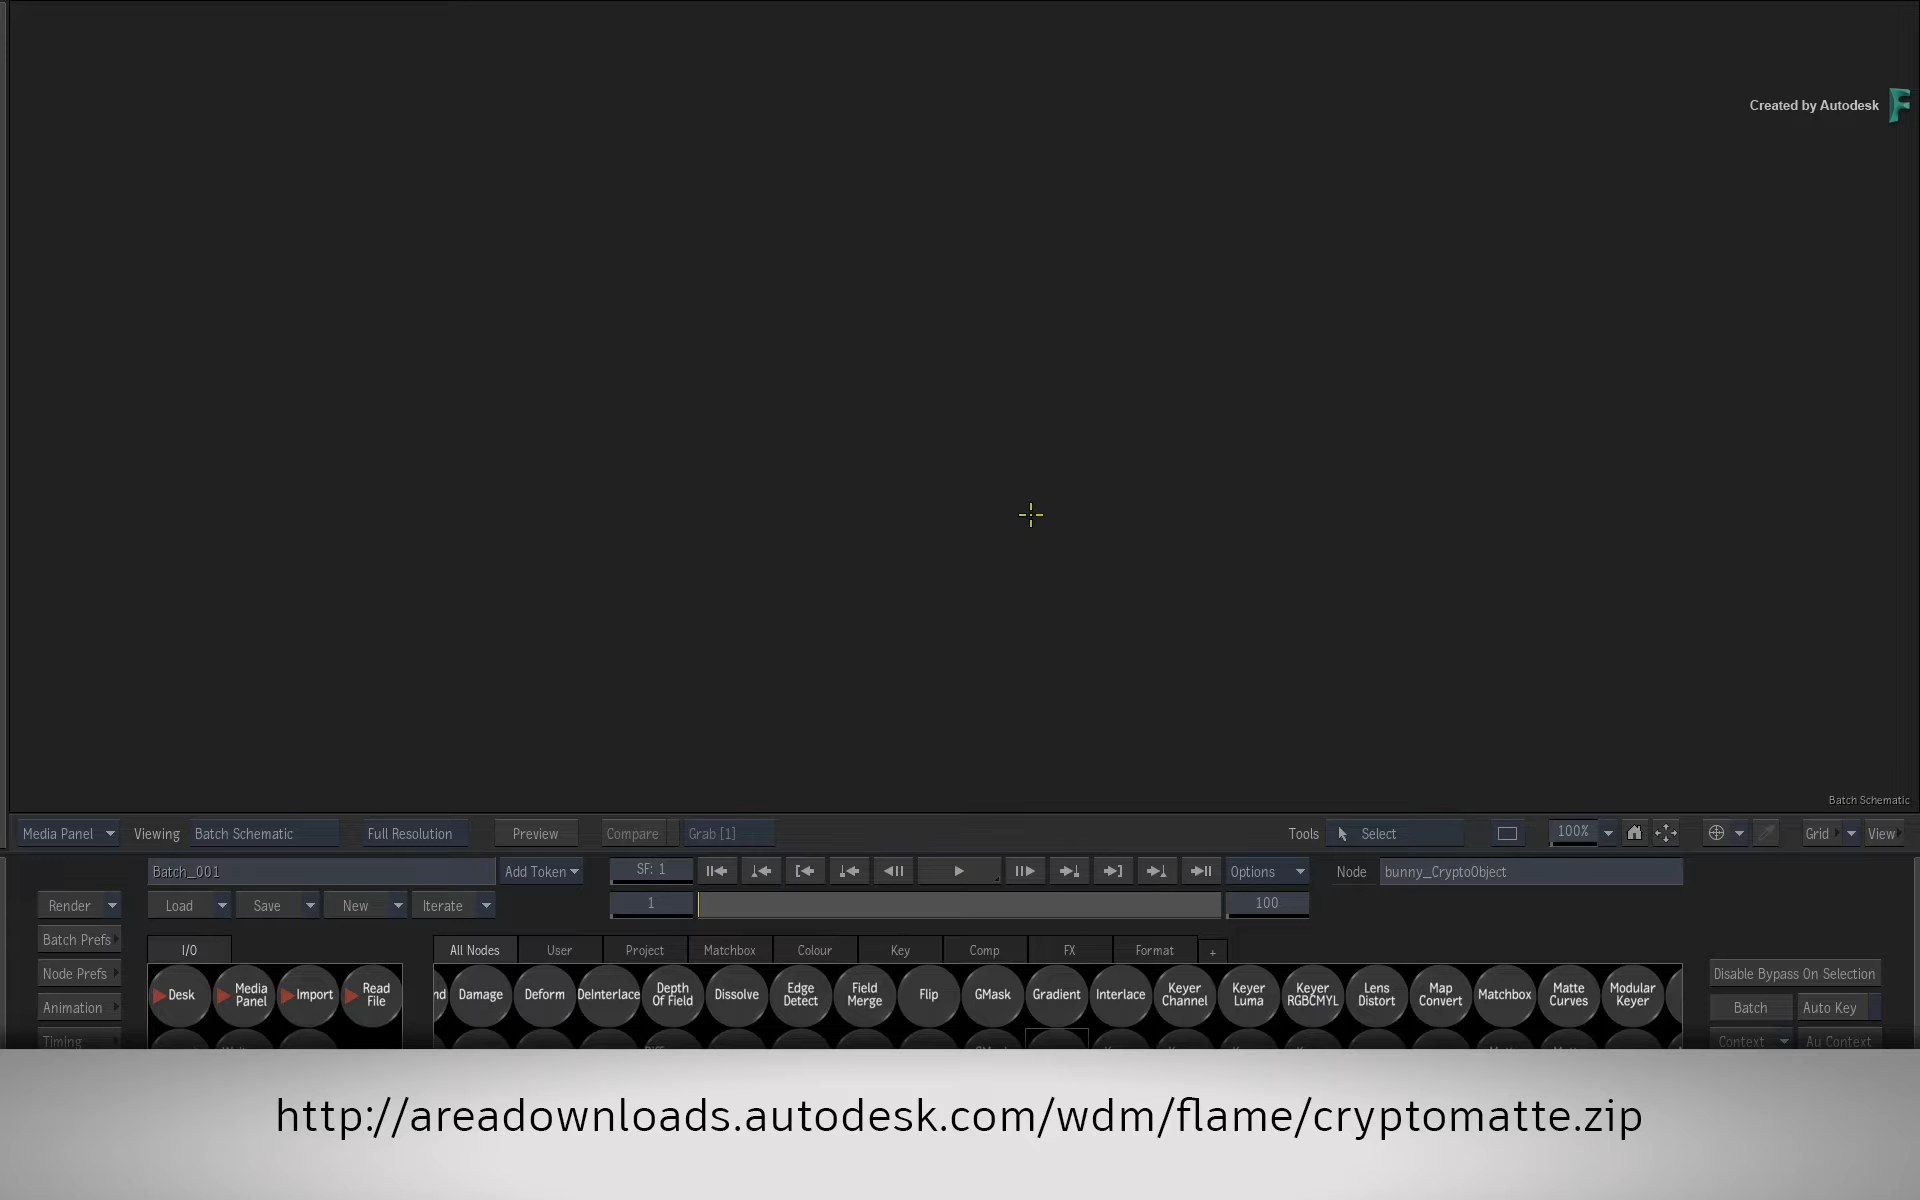 Created by Autodesk
Batch Schematic
Media Panel Viewing Batch Schematic Full Resolution Preview Compare Grab [1] Tools Select 100% Grid View
Batch_001 Add Token SF: 1 Options Node bunny_CryptoObject
Render Load Save New Iterate 1 100
Batch Prefs I/O All Nodes User Project Matchbox Colour Key Comp FX Format +
Node Prefs Disable Bypass On Selection
Desk Media Panel Import Read File nd Damage Deform DeInterlace Depth Of Field Dissolve Edge Detect Field Merge Flip GMask Gradient Interlace Keyer Channel Keyer Luma Keyer RGBCMYL Lens Distort Map Convert Matchbox Matte Curves Modular Keyer
Animation Batch Auto Key
Timing Context Au Context
http://areadownloads.autodesk.com/wdm/flame/cryptomatte.zip